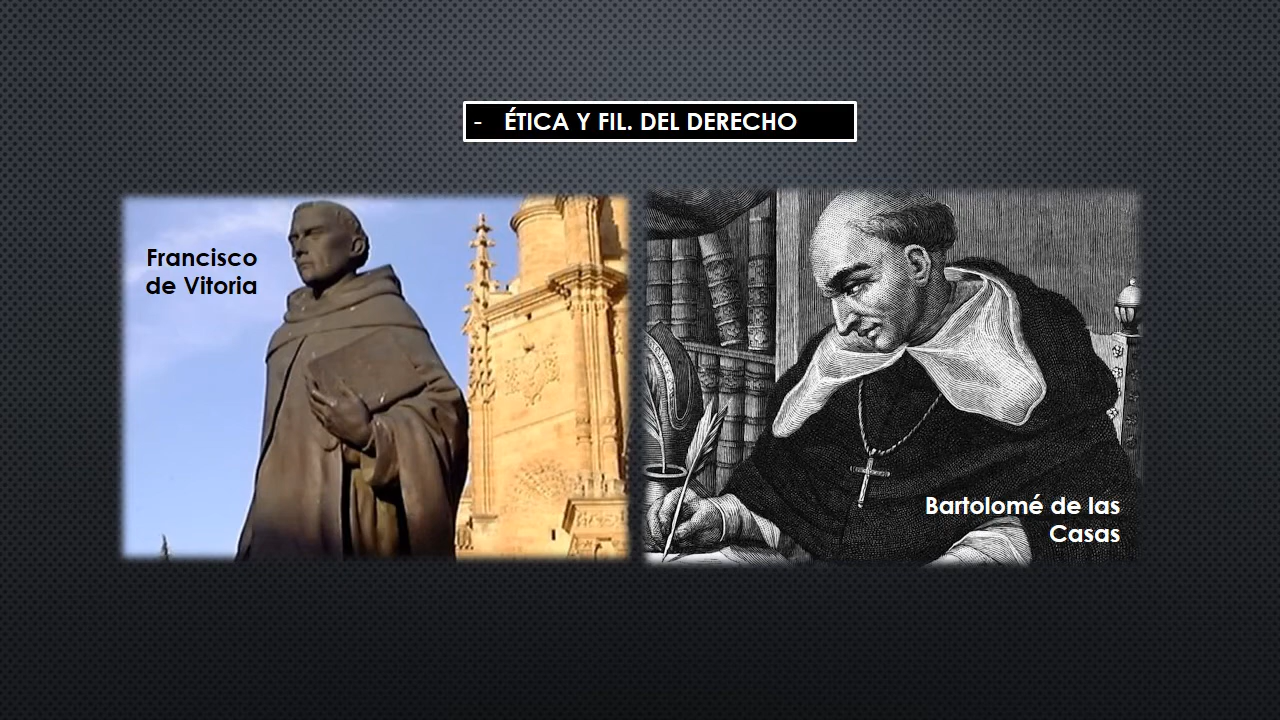 - ÉTICA Y FIL. DEL DERECHO
Francisco
de Vitoria
Bartolomé de las
Casas